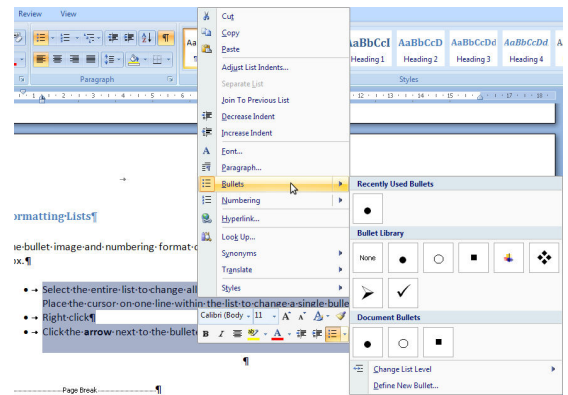 Review View
Paragraph
Styles
AaBbCcI AaBbCcD AaBbCcDd AaBbCcDd
Heading 1 Heading 2 Heading 3 Heading 4
Cut
Copy
Paste
Adjust List Indents...
Separate List
Join To Previous List
Decrease Indent
Increase Indent
Font...
Paragraph...
Bullets
Numbering
Hyperlink...
Look Up...
Synonyms
Translate
Styles
Recently Used Bullets
Bullet Library
None
Document Bullets
Change List Level
Define New Bullet...
Calibri (Body 11
ormatting·Lists¶
e·bullet·image·and·numbering·format·
ox.¶
Select·the·entire·list·to·change·all
Place·the·cursor·on·one·line·within·the·list·to·change·a·single·bulle
Right·click¶
Click·the·arrow·next·to·the·bullet
¶
Page Break ¶